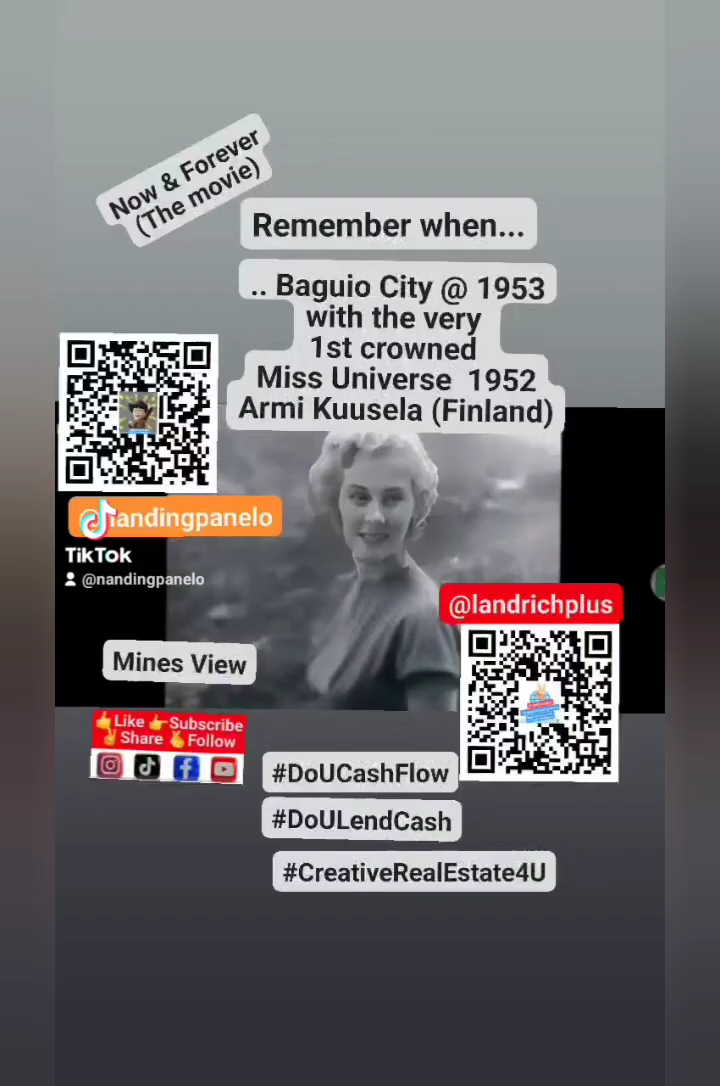 Now & Forever
(The movie)
Remember when...
.. Baguio City @ 1953
with the very
1st crowned
Miss Universe 1952
Armi Kuusela (Finland)
@nandingpanelo
TikTok
@nandingpanelo
@landrichplus
Mines View
👍Like 👉Subscribe
✌Share 🫰Follow
#DoUCashFlow
#DoULendCash
#CreativeRealEstate4U